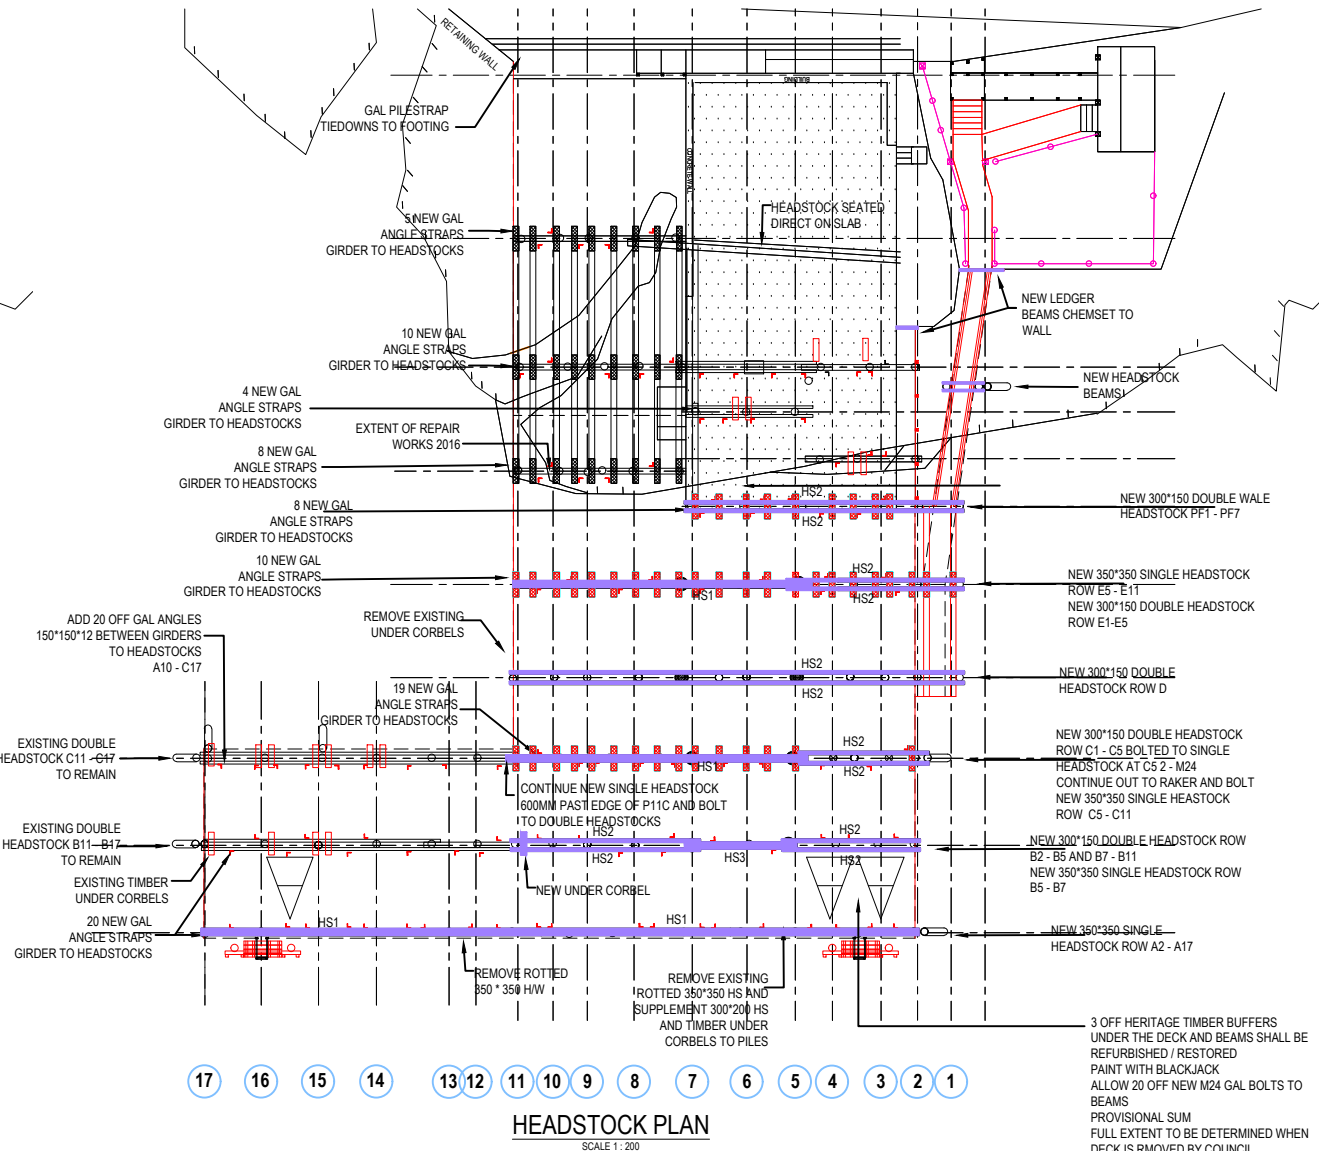 RETAINING WALL
GAL PILESTRAP
TIEDOWNS TO FOOTING
BUILDING
CONCRETE WALL
5 NEW GAL
ANGLE STRAPS
GIRDER TO HEADSTOCKS
HEADSTOCK SEATED
DIRECT ON SLAB
NEW LEDGER
BEAMS CHEMSET TO
WALL
10 NEW GAL
ANGLE STRAPS
GIRDER TO HEADSTOCKS
NEW HEADSTOCK
BEAMS
4 NEW GAL
ANGLE STRAPS
GIRDER TO HEADSTOCKS
EXTENT OF REPAIR
WORKS 2016
8 NEW GAL
ANGLE STRAPS
GIRDER TO HEADSTOCKS
8 NEW GAL
ANGLE STRAPS
GIRDER TO HEADSTOCKS
HS2
HS2
NEW 300*150 DOUBLE WALE
HEADSTOCK PF1 - PF7
10 NEW GAL
ANGLE STRAPS
GIRDER TO HEADSTOCKS
HS2
HS1
HS2
NEW 350*350 SINGLE HEADSTOCK
ROW E5 - E11
NEW 300*150 DOUBLE HEADSTOCK
ROW E1-E5
ADD 20 OFF GAL ANGLES
150*150*12 BETWEEN GIRDERS
TO HEADSTOCKS
A10 - C17
REMOVE EXISTING
UNDER CORBELS
HS2
HS2
NEW 300*150 DOUBLE
HEADSTOCK ROW D
19 NEW GAL
ANGLE STRAPS
GIRDER TO HEADSTOCKS
EXISTING DOUBLE
HEADSTOCK C11 - C17
TO REMAIN
HS2
HS1
HS2
NEW 300*150 DOUBLE HEADSTOCK
ROW C1 - C5 BOLTED TO SINGLE
HEADSTOCK AT C5 2 - M24
CONTINUE OUT TO RAKER AND BOLT
NEW 350*350 SINGLE HEASTOCK
ROW C5 - C11
CONTINUE NEW SINGLE HEADSTOCK
600MM PAST EDGE OF P11C AND BOLT
TO DOUBLE HEADSTOCKS
EXISTING DOUBLE
HEADSTOCK B11 - B17
TO REMAIN
HS2
HS2
HS3
HS2
HS2
NEW 300*150 DOUBLE HEADSTOCK ROW
B2 - B5 AND B7 - B11
NEW 350*350 SINGLE HEADSTOCK ROW
B5 - B7
EXISTING TIMBER
UNDER CORBELS
NEW UNDER CORBEL
20 NEW GAL
ANGLE STRAPS
GIRDER TO HEADSTOCKS
HS1
HS1
NEW 350*350 SINGLE
HEADSTOCK ROW A2 - A17
REMOVE ROTTED
350 * 350 H/W
REMOVE EXISTING
ROTTED 350*350 HS AND
SUPPLEMENT 300*200 HS
AND TIMBER UNDER
CORBELS TO PILES
3 OFF HERITAGE TIMBER BUFFERS
UNDER THE DECK AND BEAMS SHALL BE
REFURBISHED / RESTORED
PAINT WITH BLACKJACK
ALLOW 20 OFF NEW M24 GAL BOLTS TO
BEAMS
PROVISIONAL SUM
FULL EXTENT TO BE DETERMINED WHEN
DECK IS RMOVED BY COUNCIL
17 16 15 14 13 12 11 10 9 8 7 6 5 4 3 2 1
HEADSTOCK PLAN
SCALE 1 : 200